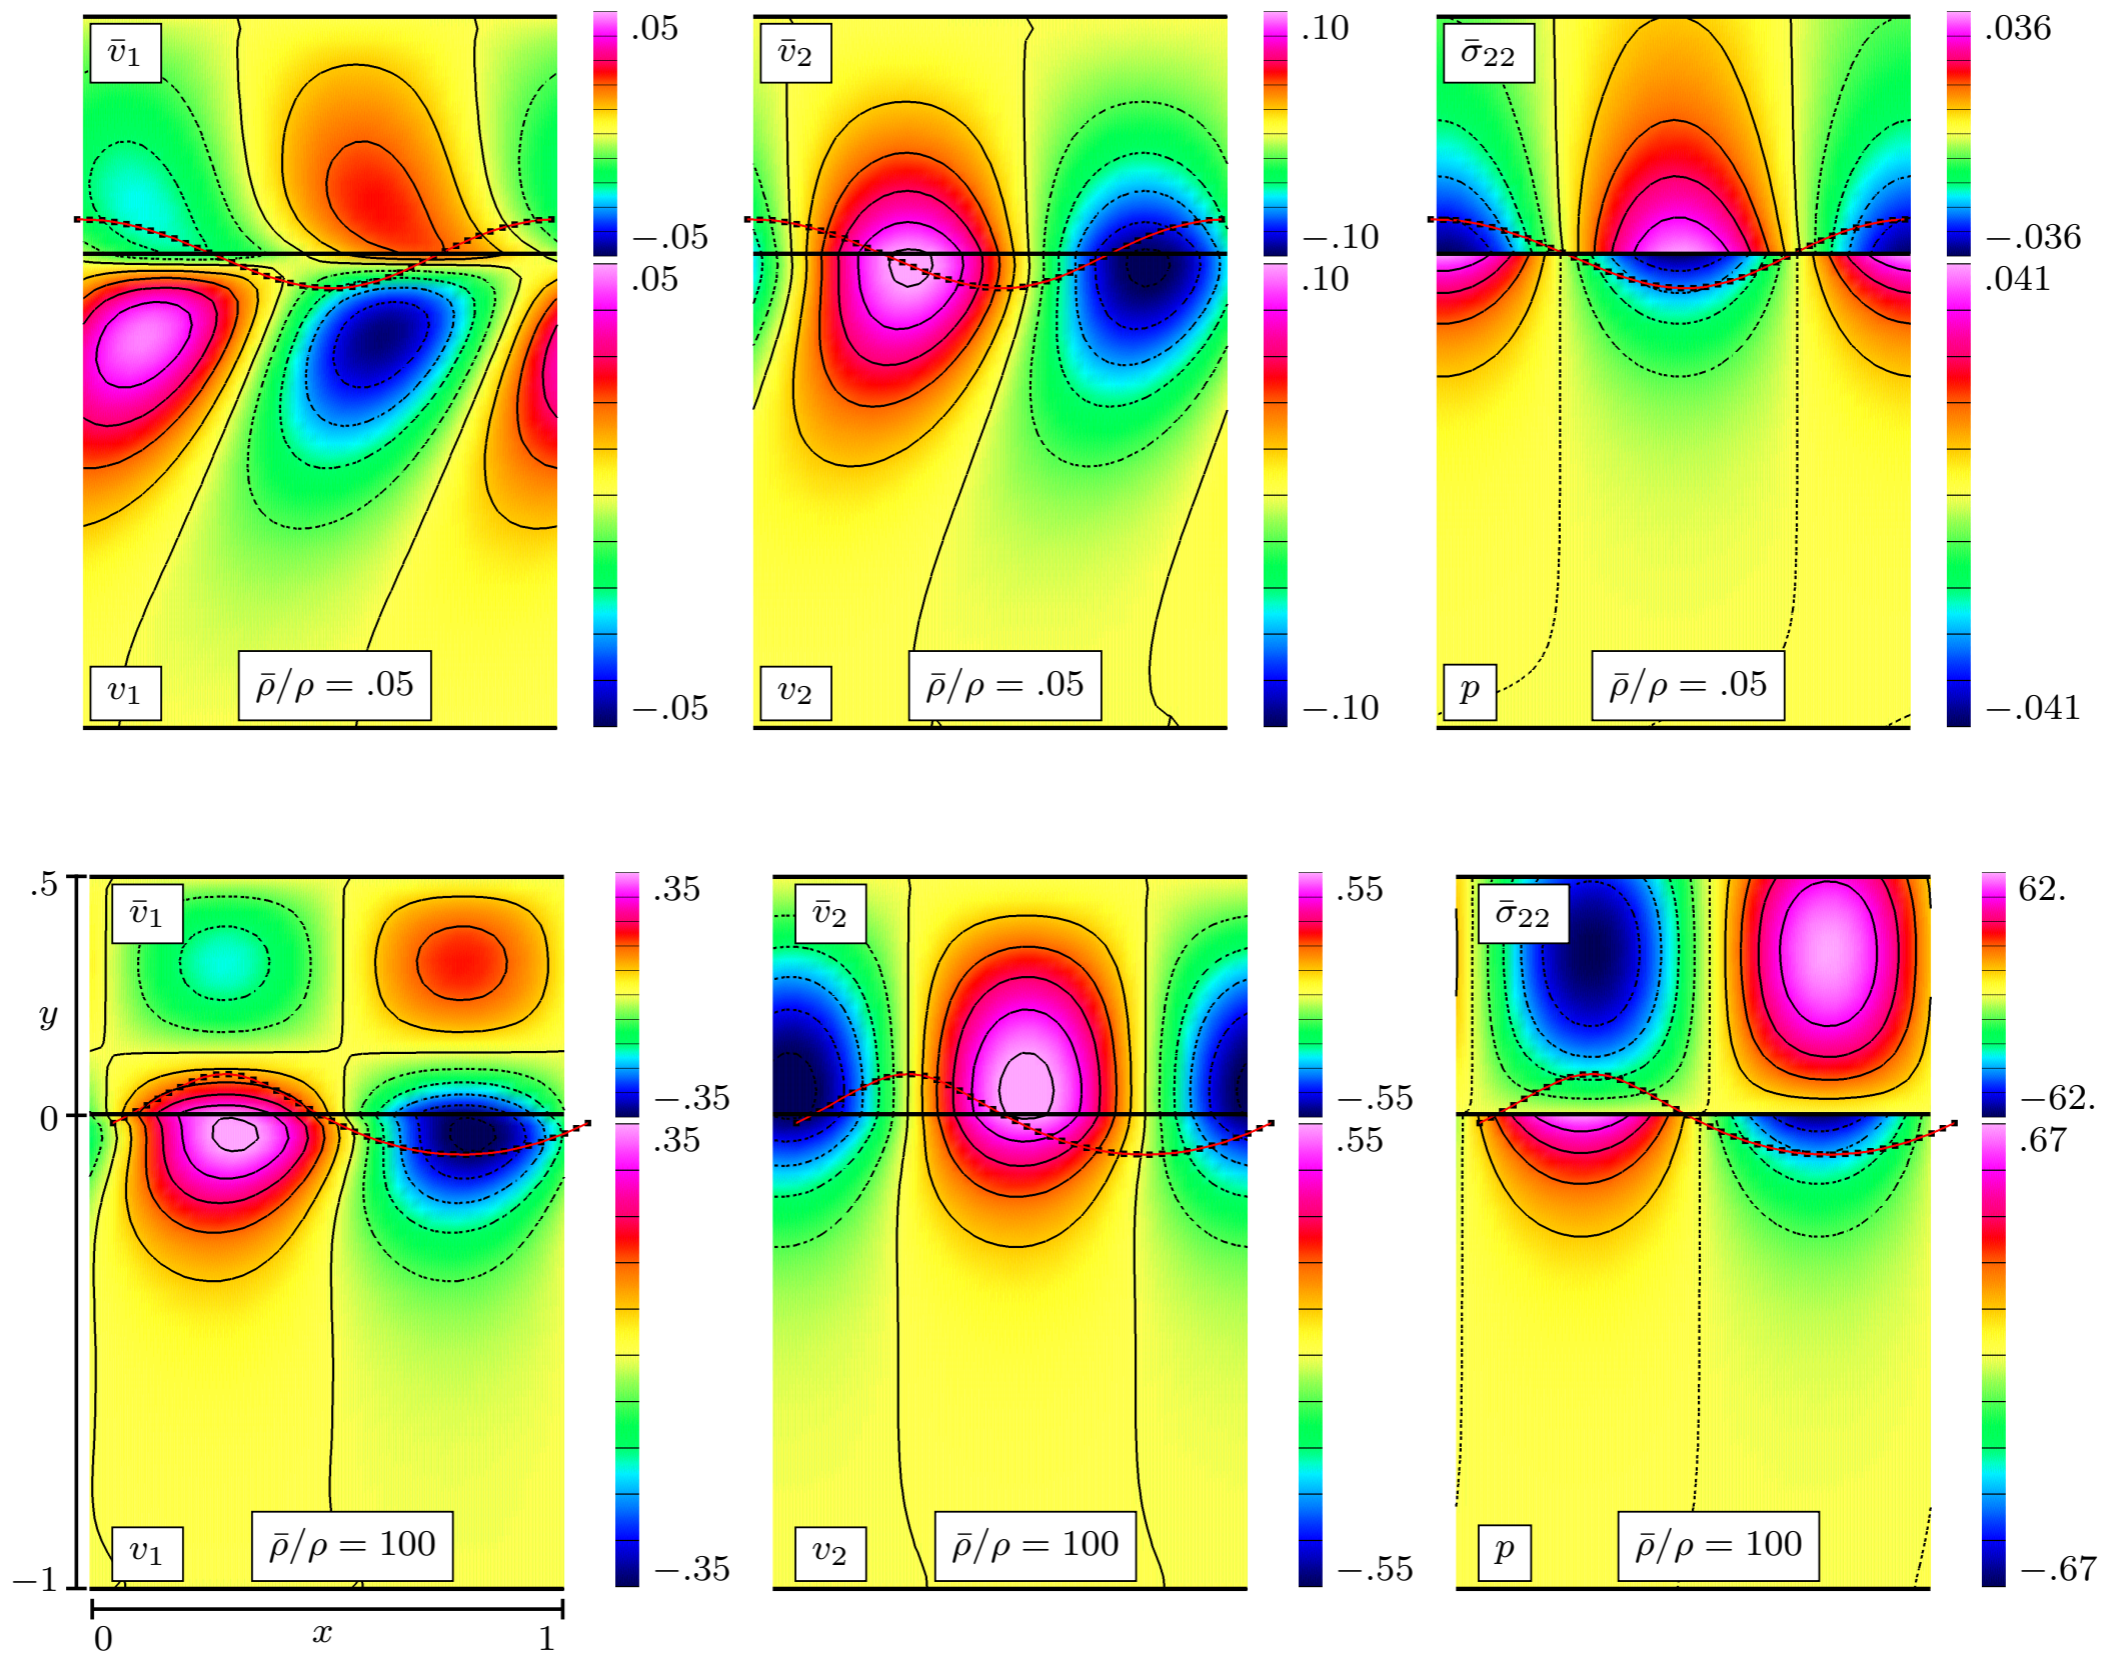 v̄₁ .05 v̄₂ .10 σ̄₂₂ .036
−.05 −.10 −.036
.05 .10 .041
v₁ ρ̄/ρ = .05 −.05 v₂ ρ̄/ρ = .05 −.10 p ρ̄/ρ = .05 −.041
.5 v̄₁ .35 v̄₂ .55 σ̄₂₂ 62.
y
−.35 −.55 −62.
0 .35 .55 .67
−1 v₁ ρ̄/ρ = 100 −.35 v₂ ρ̄/ρ = 100 −.55 p ρ̄/ρ = 100 −.67
0 x 1